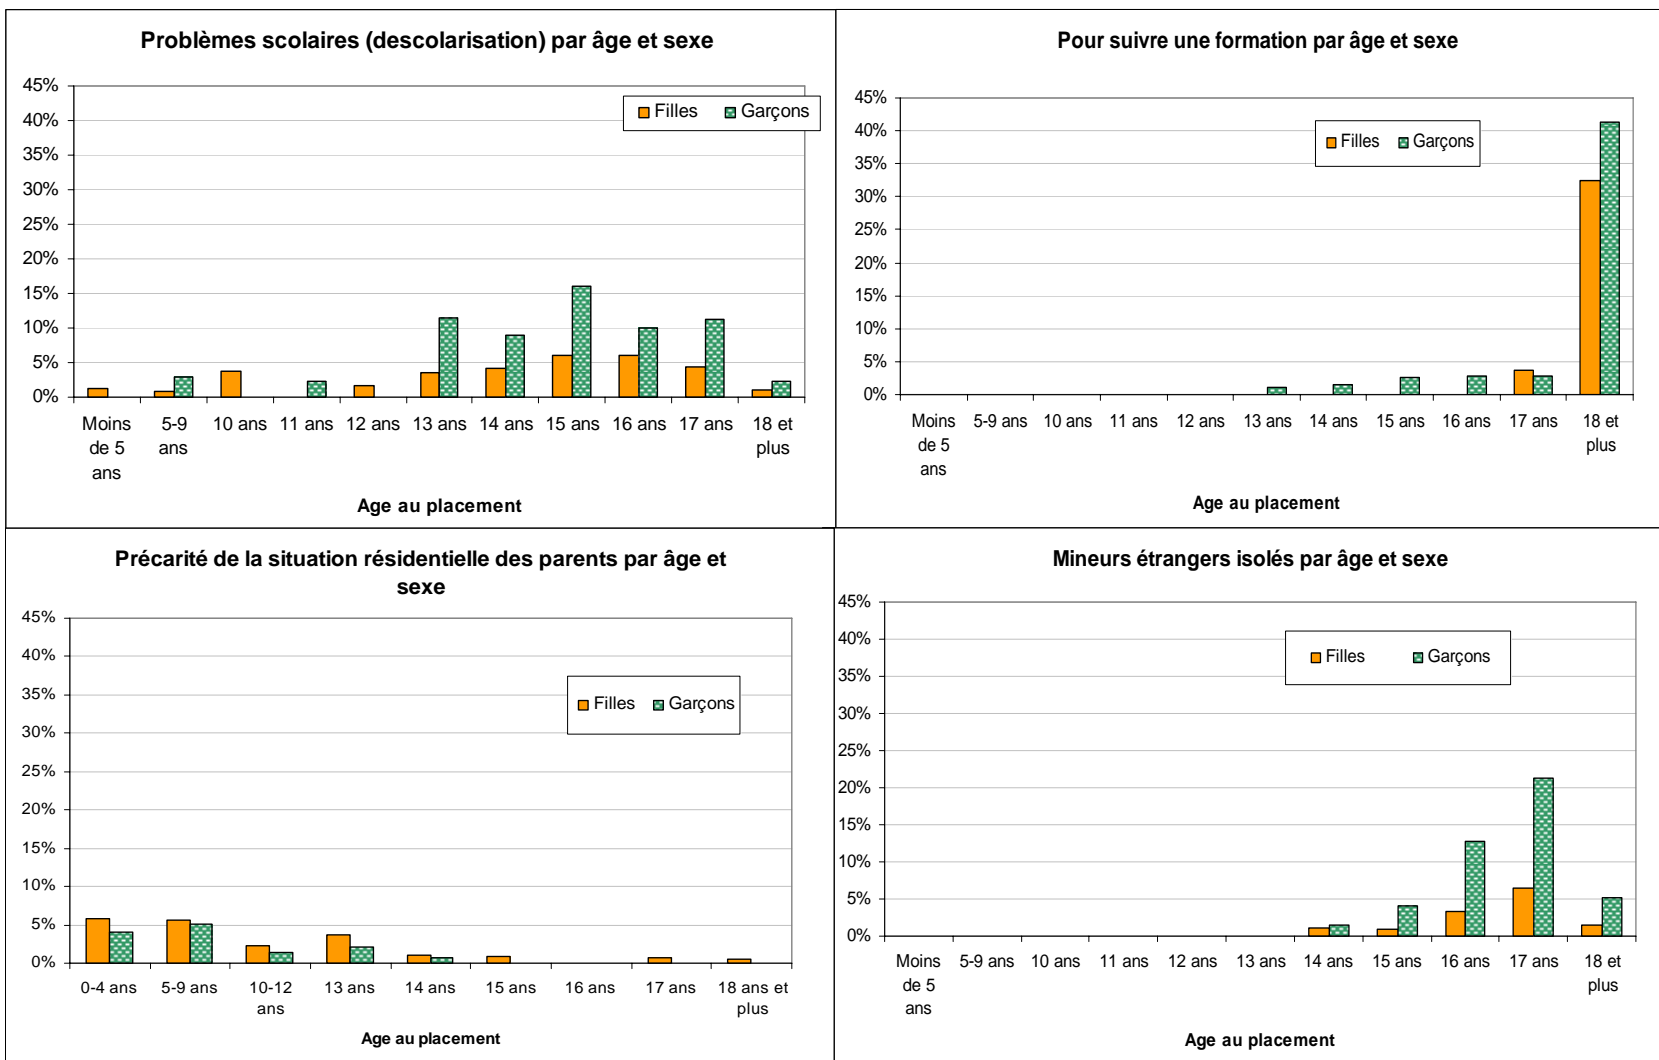 Problèmes scolaires (descolarisation) par âge et sexe
45%
40%
35%
30%
25%
20%
15%
10%
5%
0%
Filles Garçons
Moins 5-9 10 ans 11 ans 12 ans 13 ans 14 ans 15 ans 16 ans 17 ans 18 et
de 5 ans plus
ans
Age au placement
Pour suivre une formation par âge et sexe
45%
40%
35%
30%
25%
20%
15%
10%
5%
0%
Filles Garçons
Moins 5-9 ans 10 ans 11 ans 12 ans 13 ans 14 ans 15 ans 16 ans 17 ans 18 et
de 5 plus
ans
Age au placement
Précarité de la situation résidentielle des parents par âge et
sexe
45%
40%
35%
30%
25%
20%
15%
10%
5%
0%
Filles Garçons
0-4 ans 5-9 ans 10-12 13 ans 14 ans 15 ans 16 ans 17 ans 18 ans et
ans plus
Age au placement
Mineurs étrangers isolés par âge et sexe
45%
40%
35%
30%
25%
20%
15%
10%
5%
0%
Filles Garçons
Moins 5-9 ans 10 ans 11 ans 12 ans 13 ans 14 ans 15 ans 16 ans 17 ans 18 et
de 5 plus
ans
Age au placement